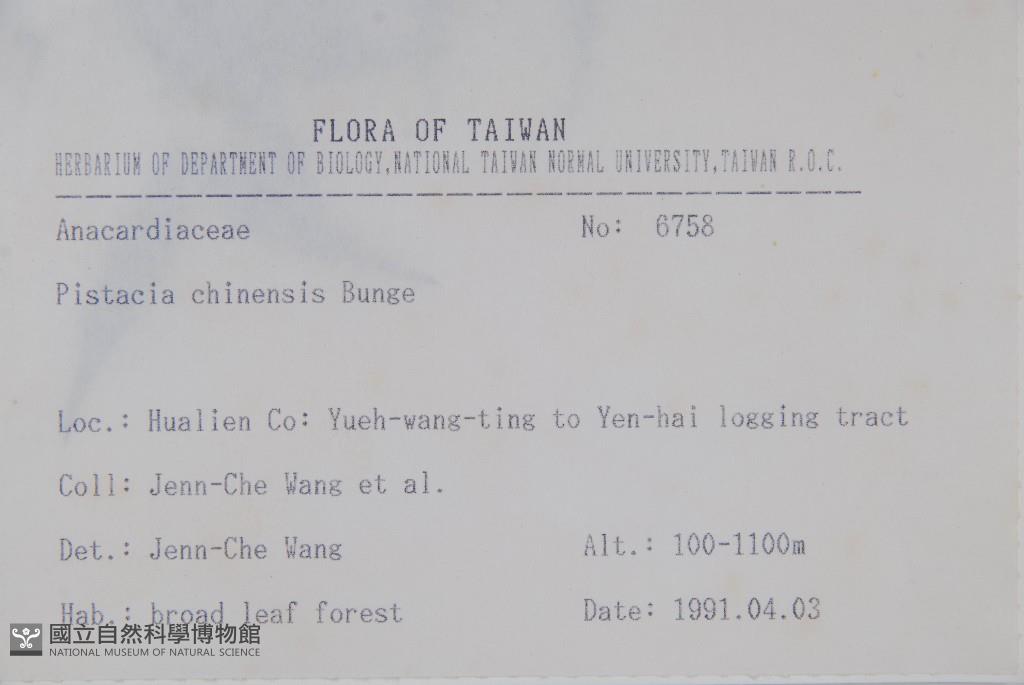 FLORA OF TAIWAN
HERBARIUM OF DEPARTMENT OF BIOLOGY,NATIONAL TAIWAN NORMAL UNIVERSITY,TAIWAN R.O.C.
Anacardiaceae No: 6758
Pistacia chinensis Bunge
Loc.: Hualien Co: Yueh-wang-ting to Yen-hai logging tract
Coll: Jenn-Che Wang et al.
Det.: Jenn-Che Wang Alt.: 100-1100m
Hab.: broad leaf forest Date: 1991.04.03
國立自然科學博物館
NATIONAL MUSEUM OF NATURAL SCIENCE